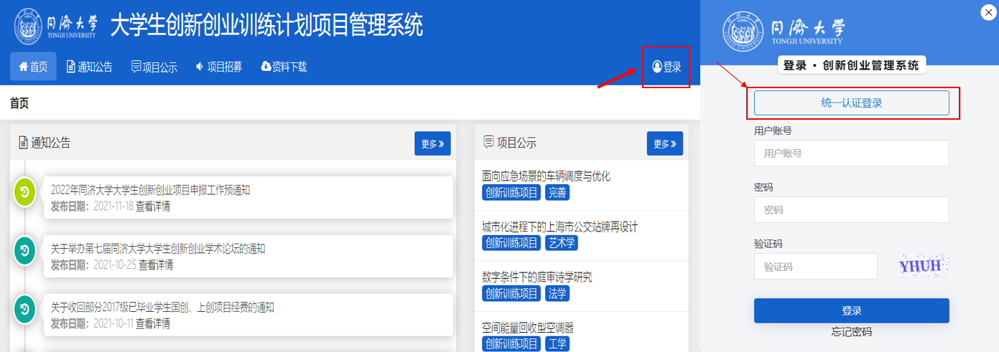 同济大学
TONGJI UNIVERSITY
大学生创新创业训练计划项目管理系统
首页
通知公告
项目公示
项目招募
资料下载
登录
首页
通知公告
更多
2022年同济大学大学生创新创业项目申报工作预通知
发布日期：2021-11-18 查看详情
关于举办第七届同济大学大学生创新创业学术论坛的通知
发布日期：2021-10-25 查看详情
关于收回部分2017级已毕业学生国创、上创项目经费的通知
发布日期：2021-10-11 查看详情
项目公示
更多
面向应急场景的车辆调度与优化
创新训练项目 完善
城市化进程下的上海市公交站牌再设计
创新训练项目 艺术学
数字条件下的庭审诗学研究
创新训练项目 法学
空间能量回收型空调器
创新训练项目 工学
同濟大学
TONGJI UNIVERSITY
登录・创新创业管理系统
统一认证登录
用户账号
用户账号
密码
密码
验证码
验证码
YHUH
登录
忘记密码